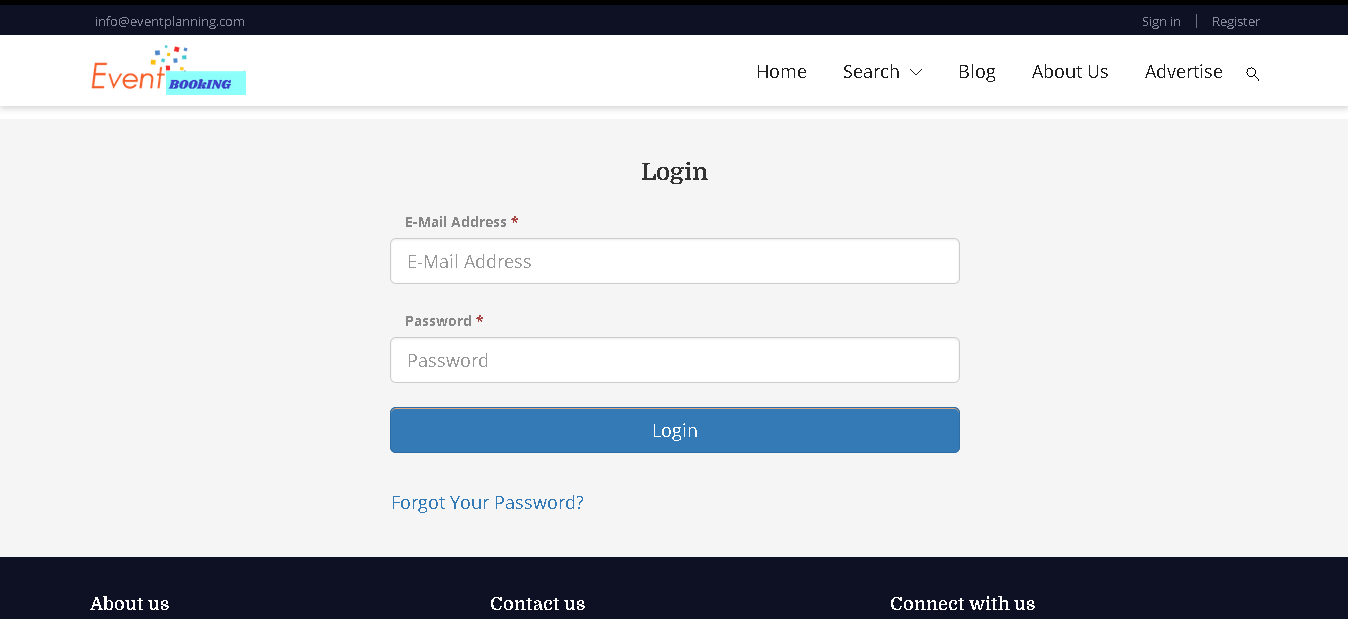 info@eventplanning.com
Sign in | Register
Event BOOKING
Home Search Blog About Us Advertise
Login
E-Mail Address *
E-Mail Address
Password *
Password
Login
Forgot Your Password?
About us Contact us Connect with us